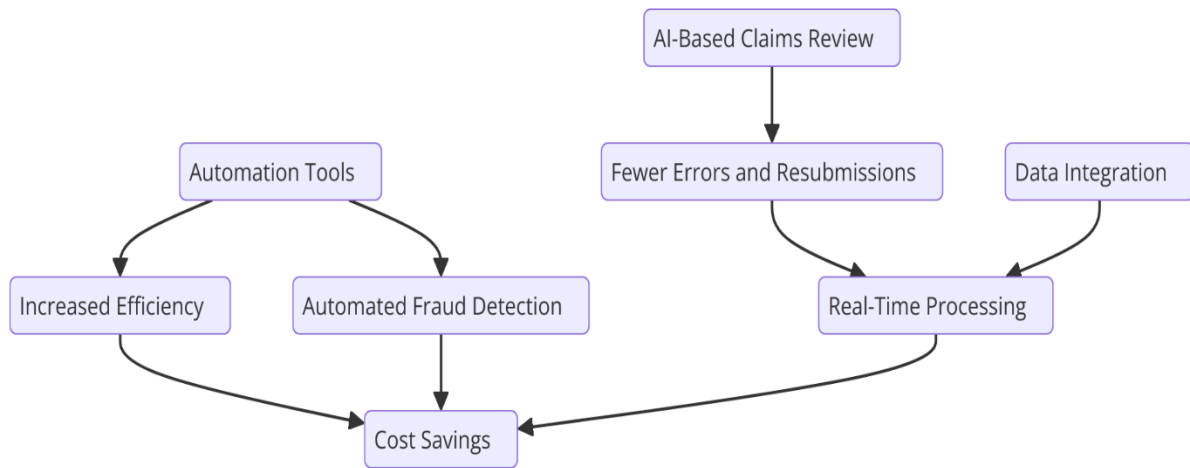 AI-Based Claims Review
Automation Tools
Fewer Errors and Resubmissions
Data Integration
Increased Efficiency
Automated Fraud Detection
Real-Time Processing
Cost Savings